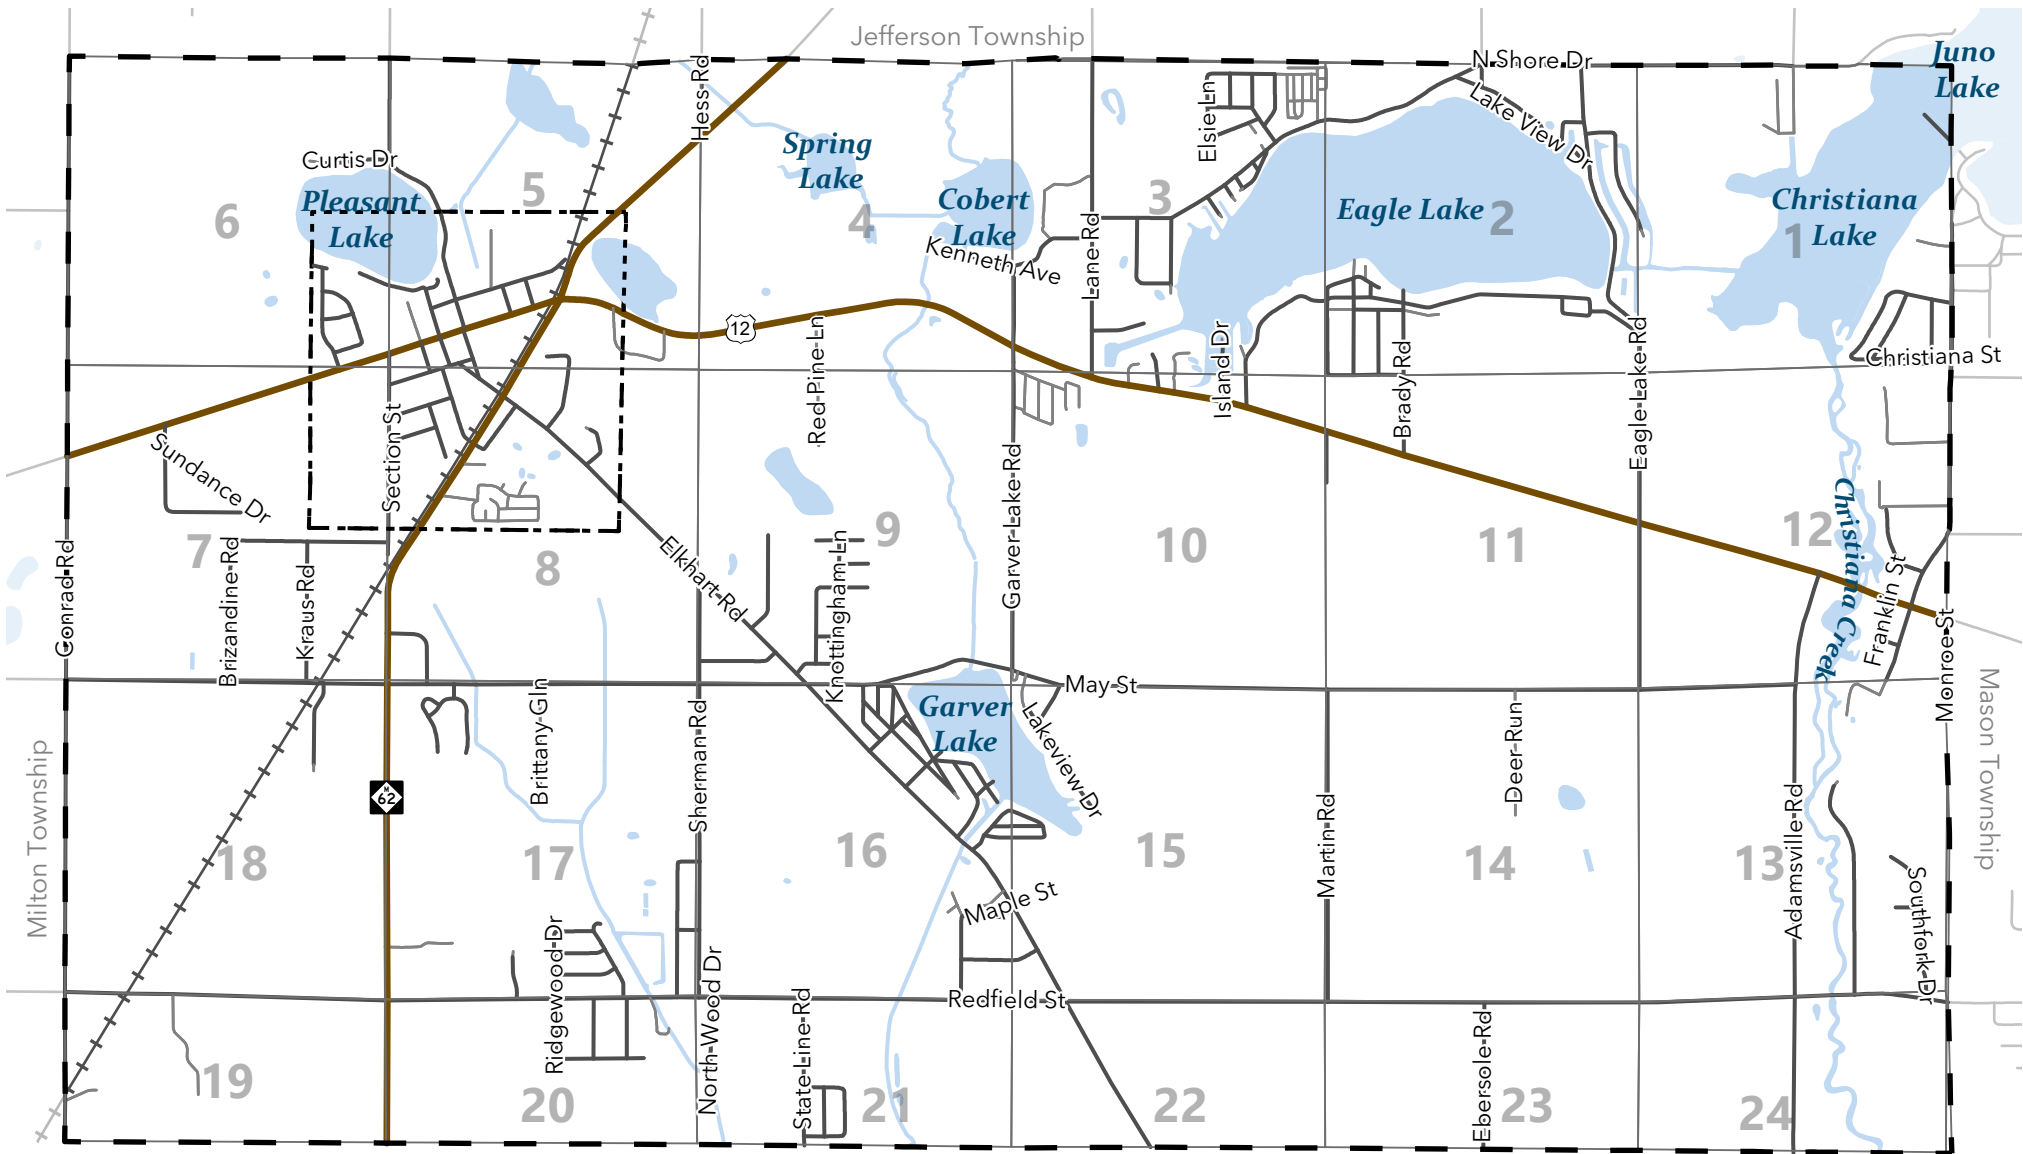 Jefferson Township
Juno
Lake
N Shore Dr
Hess Rd
Lake View Dr
Elsie Ln
Spring
Lake
Curtis Dr
5
6
Pleasant
Lake
4
Cobert
Lake
3
Eagle Lake
2
Christiana
Lake
1
Kenneth Ave
Lane Rd
12
Red Pine Ln
Island Dr
Brady Rd
Eagle Lake Rd
Christiana St
Sundance Dr
Section St
Garver Lake Rd
7
8
9
10
11
12
Christiana Creek
Franklin St
Conrad Rd
Brizandine Rd
Kraus Rd
Elkhart Rd
Knottingham Ln
Monroe St
May St
Garver
Lake
Lakeview Dr
Brittany Gln
Sherman Rd
Deer Run
Milton Township
Mason Township
M
62
18
17
16
15
14
13
Martin Rd
Adamsville Rd
Southfork Dr
Maple St
Ridgewood Dr
North Wood Dr
Redfield St
State Line Rd
Ebersole Rd
19
20
21
22
23
24